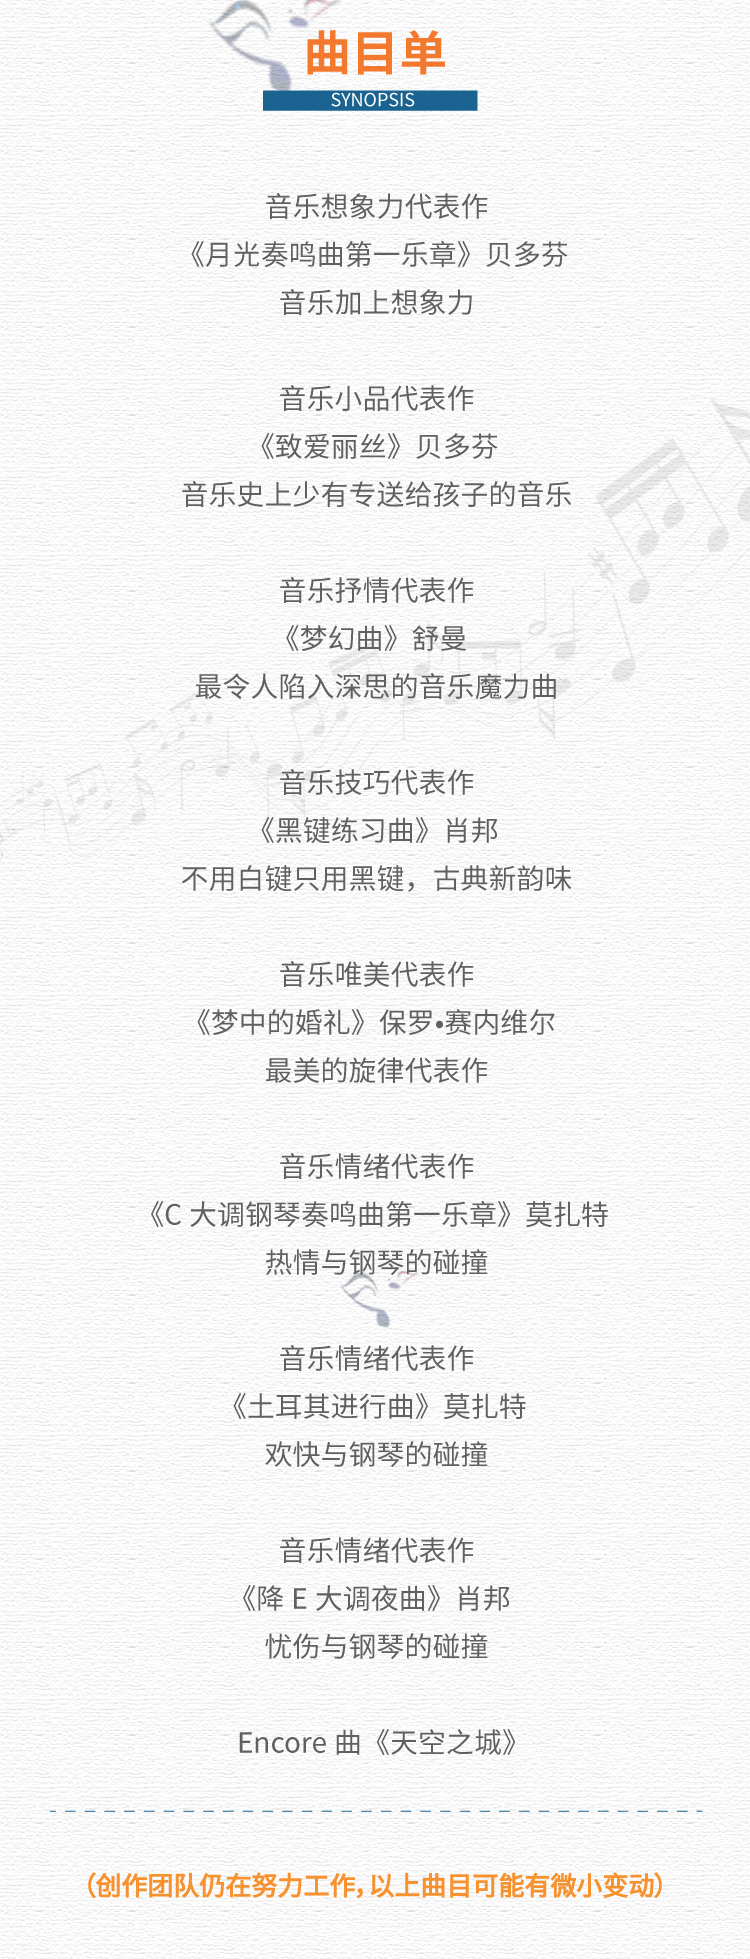 曲目单
SYNOPSIS
音乐想象力代表作
《月光奏鸣曲第一乐章》贝多芬
音乐加上想象力
音乐小品代表作
《致爱丽丝》贝多芬
音乐史上少有专送给孩子的音乐
音乐抒情代表作
《梦幻曲》舒曼
最令人陷入深思的音乐魔力曲
音乐技巧代表作
《黑键练习曲》肖邦
不用白键只用黑键，古典新韵味
音乐唯美代表作
《梦中的婚礼》保罗•赛内维尔
最美的旋律代表作
音乐情绪代表作
《C 大调钢琴奏鸣曲第一乐章》莫扎特
热情与钢琴的碰撞
音乐情绪代表作
《土耳其进行曲》莫扎特
欢快与钢琴的碰撞
音乐情绪代表作
《降 E 大调夜曲》肖邦
忧伤与钢琴的碰撞
Encore 曲《天空之城》
（创作团队仍在努力工作，以上曲目可能有微小变动）